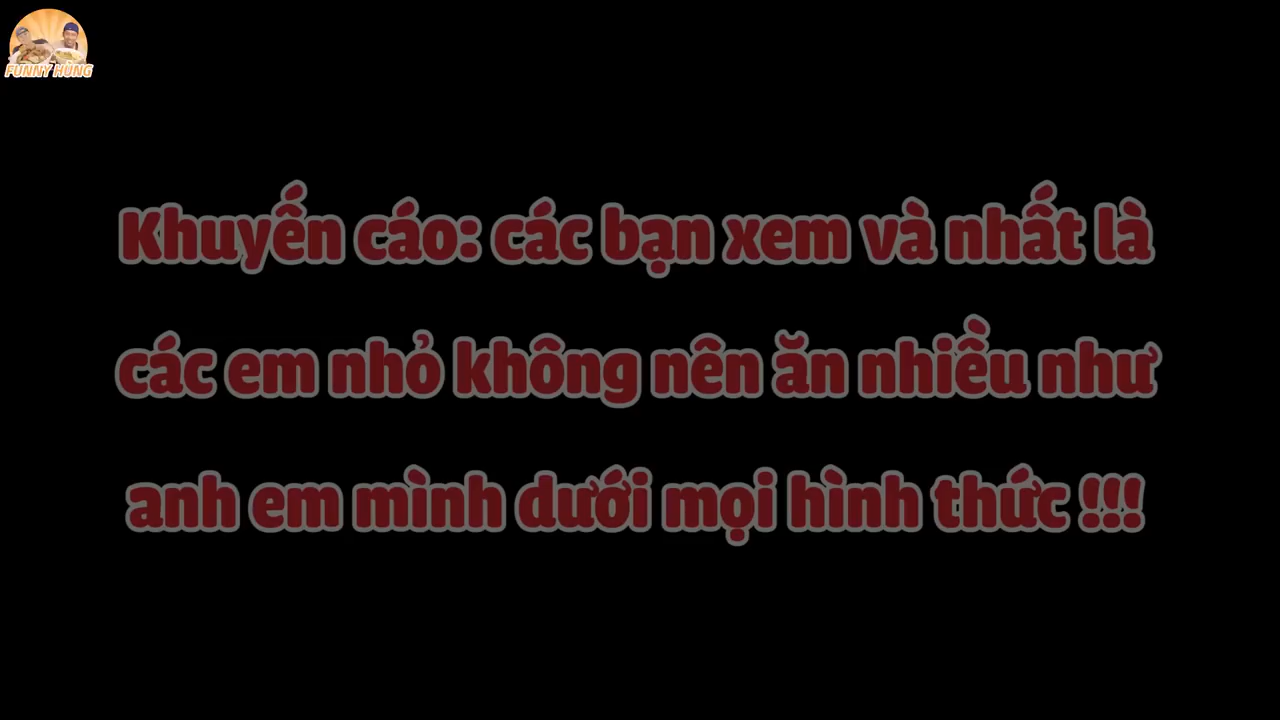 FUNNY HÙNG
Khuyến cáo: các bạn xem và nhất là
các em nhỏ không nên ăn nhiều như
anh em mình dưới mọi hình thức !!!